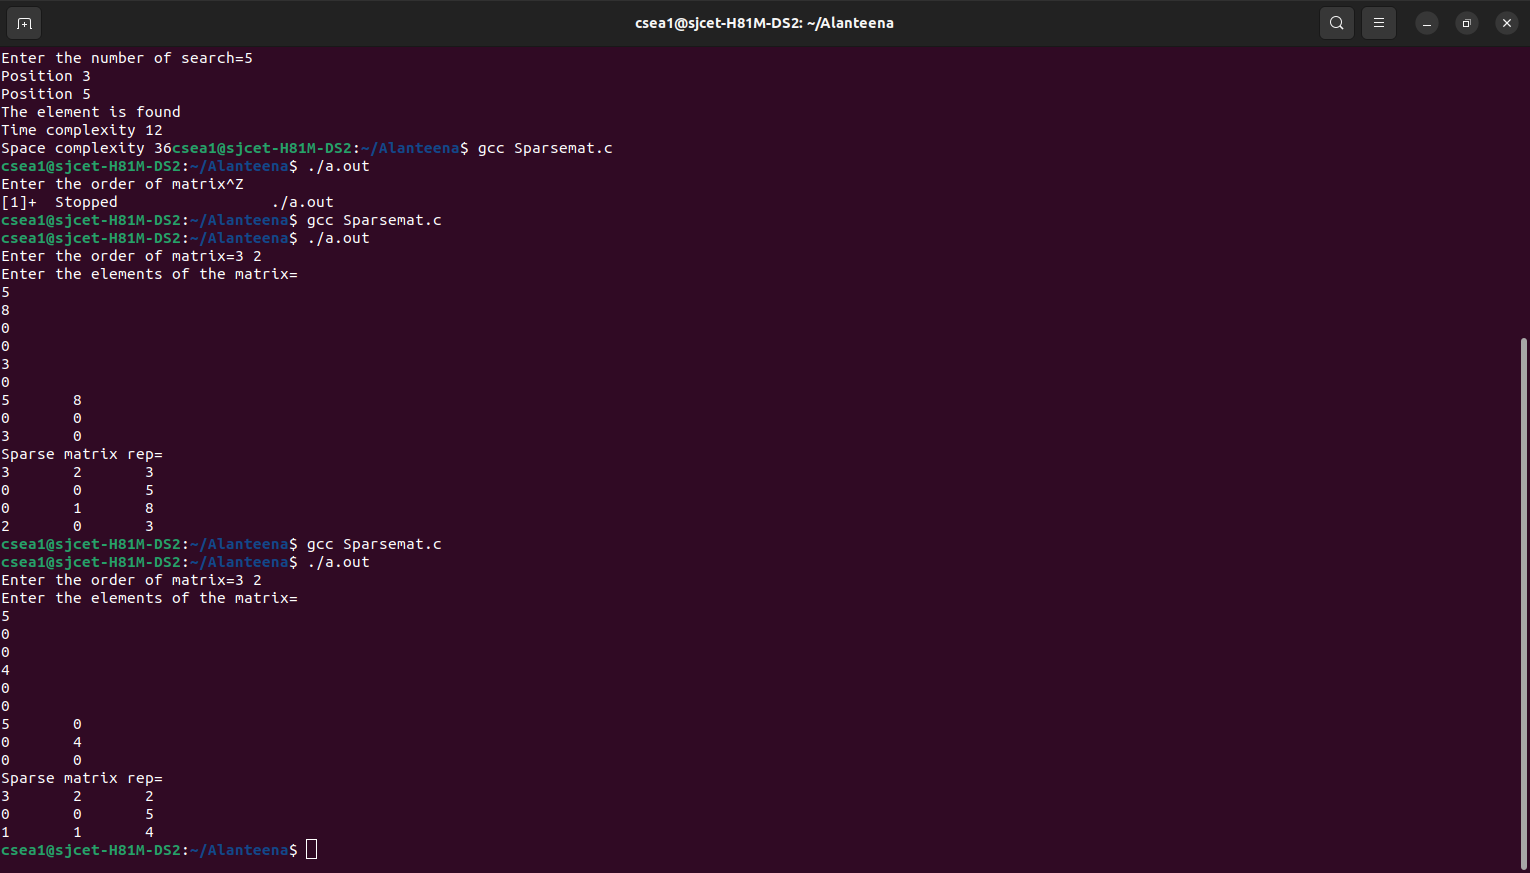 csea1@sjcet-H81M-DS2: ~/Alanteena
Enter the number of search=5
Position 3
Position 5
The element is found
Time complexity 12
Space complexity 36csea1@sjcet-H81M-DS2:~/Alanteena$ gcc Sparsemat.c
csea1@sjcet-H81M-DS2:~/Alanteena$ ./a.out
Enter the order of matrix^Z
[1]+  Stopped                 ./a.out
csea1@sjcet-H81M-DS2:~/Alanteena$ gcc Sparsemat.c
csea1@sjcet-H81M-DS2:~/Alanteena$ ./a.out
Enter the order of matrix=3 2
Enter the elements of the matrix=
5
8
0
0
3
0
5       8
0       0
3       0
Sparse matrix rep=
3       2       3
0       0       5
0       1       8
2       0       3
csea1@sjcet-H81M-DS2:~/Alanteena$ gcc Sparsemat.c
csea1@sjcet-H81M-DS2:~/Alanteena$ ./a.out
Enter the order of matrix=3 2
Enter the elements of the matrix=
5
0
0
4
0
0
5       0
0       4
0       0
Sparse matrix rep=
3       2       2
0       0       5
1       1       4
csea1@sjcet-H81M-DS2:~/Alanteena$